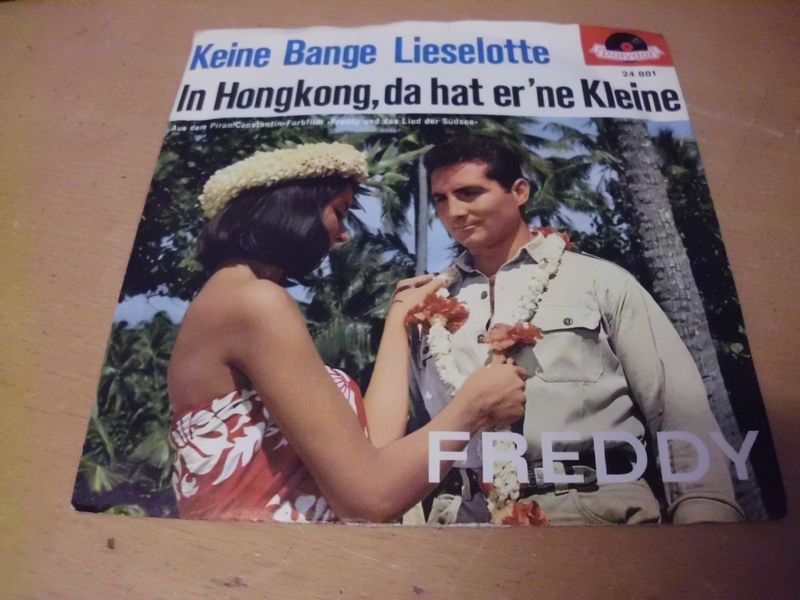 Keine Bange Lieselotte
Polydor
24 881
In Hongkong, da hat er 'ne Kleine
Aus dem Piran/Constantin-Farbfilm »Freddy und das Lied der Südsee«
FREDDY